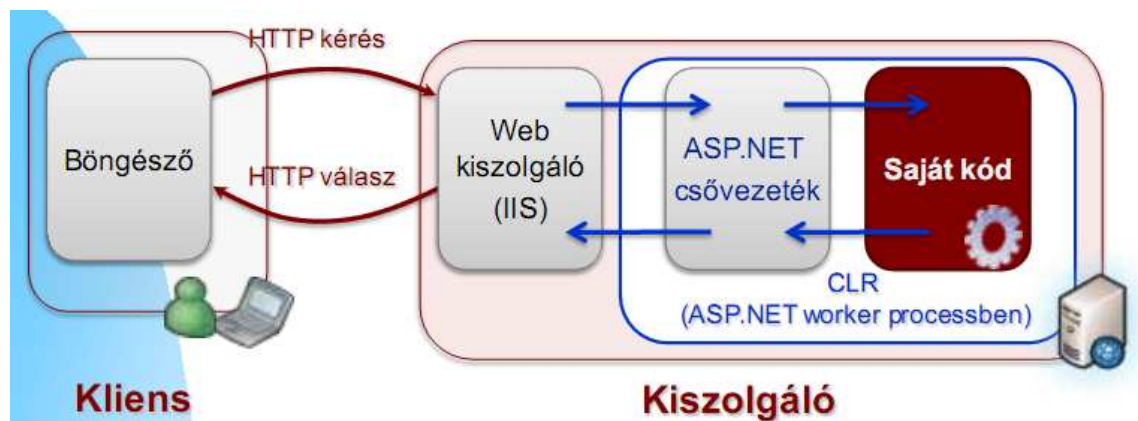 HTTP kérés
Böngésző
HTTP válasz
Web
kiszolgáló
(IIS)
ASP.NET
csővezeték
Saját kód
CLR
(ASP.NET worker processben)
Kliens
Kiszolgáló